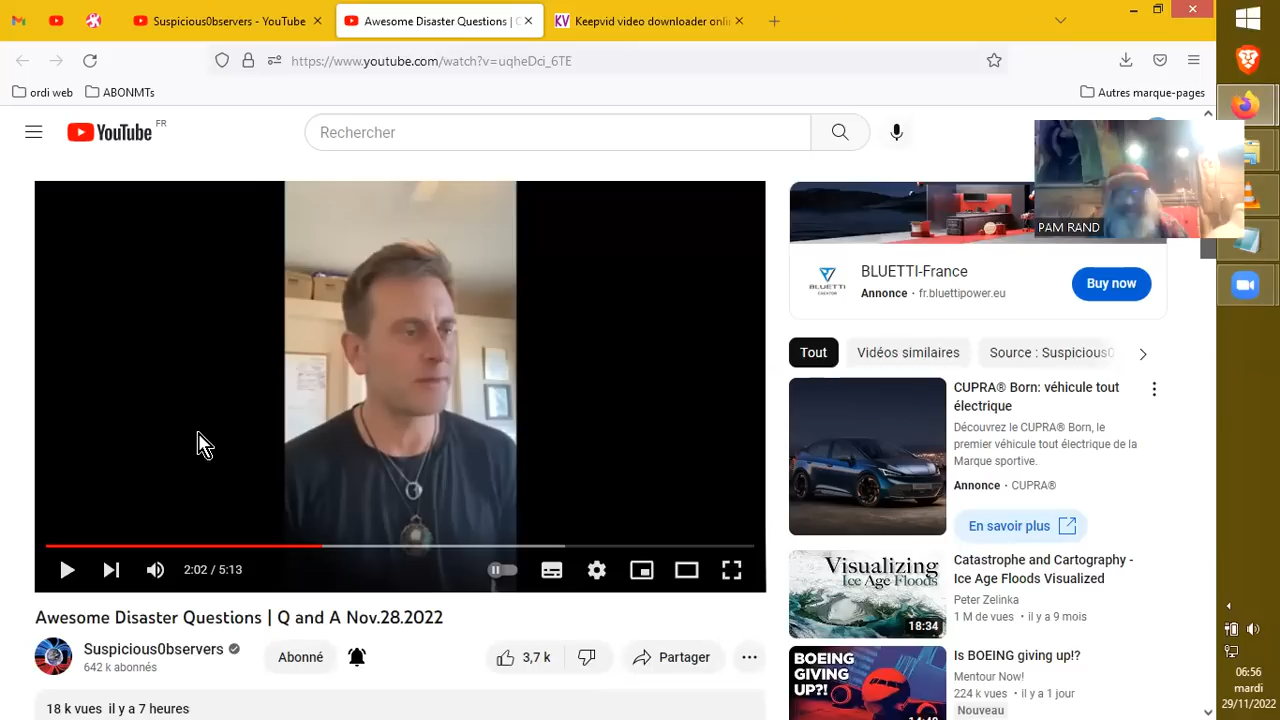 Suspicious0bservers - YouTube
Awesome Disaster Questions |
Keepvid video downloader onli
https://www.youtube.com/watch?v=uqheDci_6TE
ordi web
ABONMTs
Autres marque-pages
YouTube FR
Rechercher
PAM RAND
BLUETTI
BLUETTI-France
Annonce · fr.bluettipower.eu
Buy now
Tout
Vidéos similaires
Source : Suspicious0
CUPRA® Born: véhicule tout
électrique
Découvrez le CUPRA® Born, le
premier véhicule tout électrique de la
Marque sportive.
Annonce · CUPRA®
En savoir plus
2:02 / 5:13
Visualizing
Ice Age Floods
18:34
Catastrophe and Cartography -
Ice Age Floods Visualized
Peter Zelinka
1 M de vues · il y a 9 mois
Awesome Disaster Questions | Q and A Nov.28.2022
Suspicious0bservers
642 k abonnés
Abonné
3,7 k
Partager
18 k vues il y a 7 heures
BOEING
GIVING
UP?!
Is BOEING giving up!?
Mentour Now!
224 k vues · il y a 1 jour
Nouveau
06:56
mardi
29/11/2022